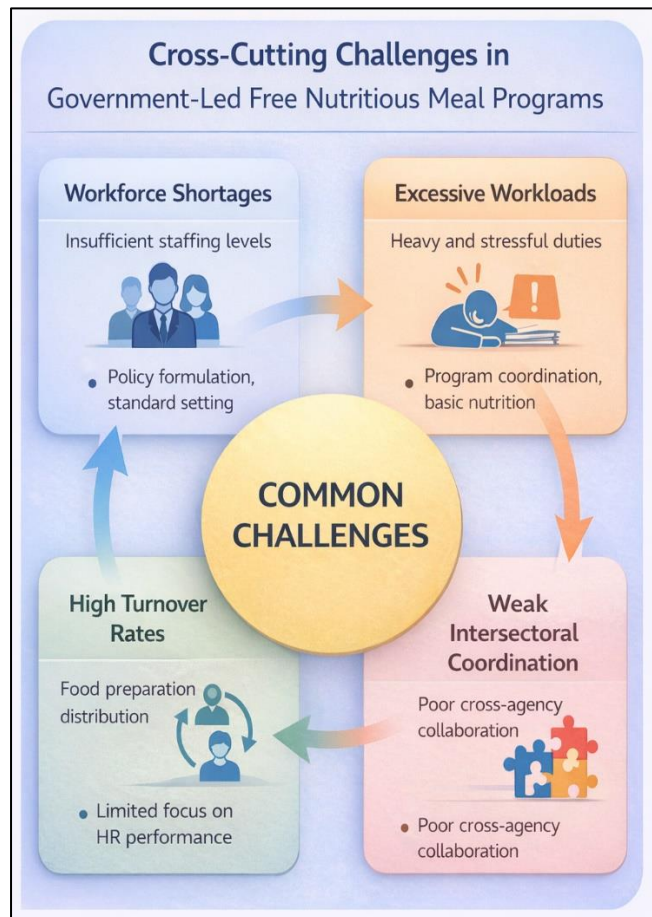 Cross-Cutting Challenges in
Government-Led Free Nutritious Meal Programs
Workforce Shortages
Insufficient staffing levels
• Policy formulation,
standard setting
Excessive Workloads
Heavy and stressful duties
!
• Program coordination,
basic nutrition
COMMON
CHALLENGES
High Turnover
Rates
Food preparation
distribution
• Limited focus on
HR performance
Weak
Intersectoral
Coordination
Poor cross-agency
collaboration
• Poor cross-agency
collaboration